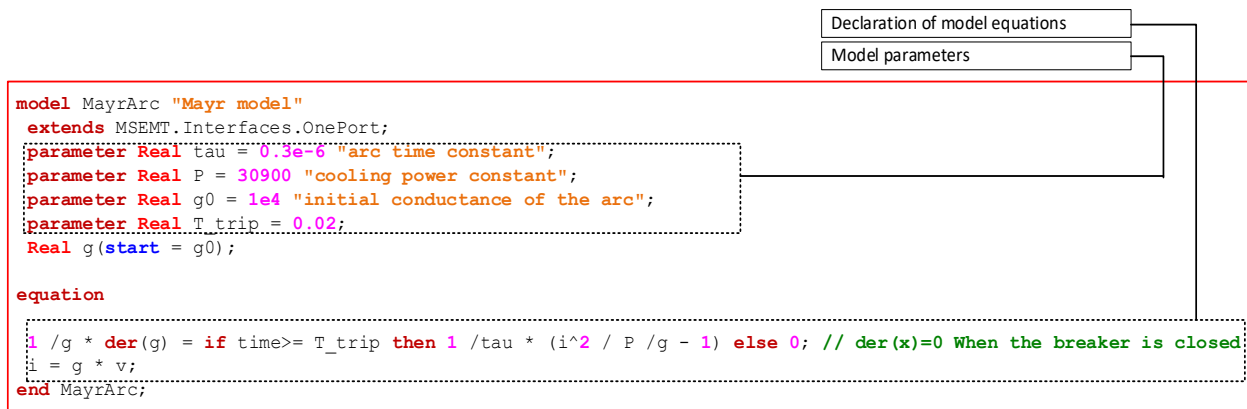 Declaration of model equations
Model parameters
model MayrArc "Mayr model"
extends MSEMT.Interfaces.OnePort;
parameter Real tau = 0.3e-6 "arc time constant";
parameter Real P = 30900 "cooling power constant";
parameter Real g0 = 1e4 "initial conductance of the arc";
parameter Real T_trip = 0.02;
Real g(start = g0);
equation
1 /g * der(g) = if time>= T_trip then 1 /tau * (i^2 / P /g - 1) else 0; // der(x)=0 When the breaker is closed
i = g * v;
end MayrArc;